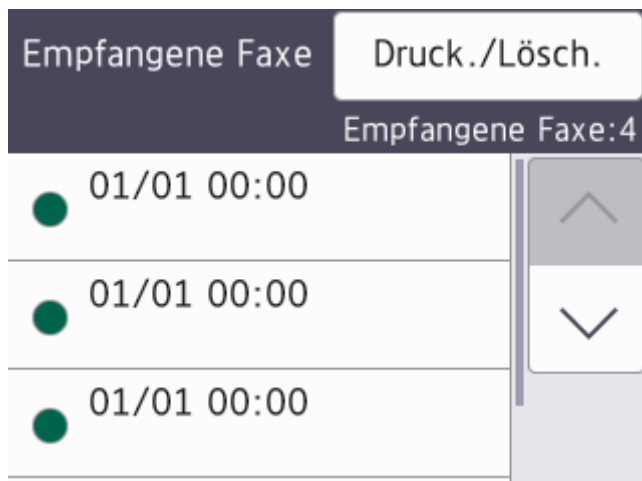 Empfangene Faxe
Druck./Lösch.
Empfangene Faxe:4
01/01 00:00
01/01 00:00
01/01 00:00